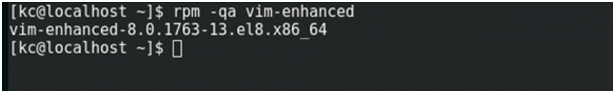 [kc@localhost ~]$ rpm -qa vim-enhanced
vim-enhanced-8.0.1763-13.el8.x86_64
[kc@localhost ~]$